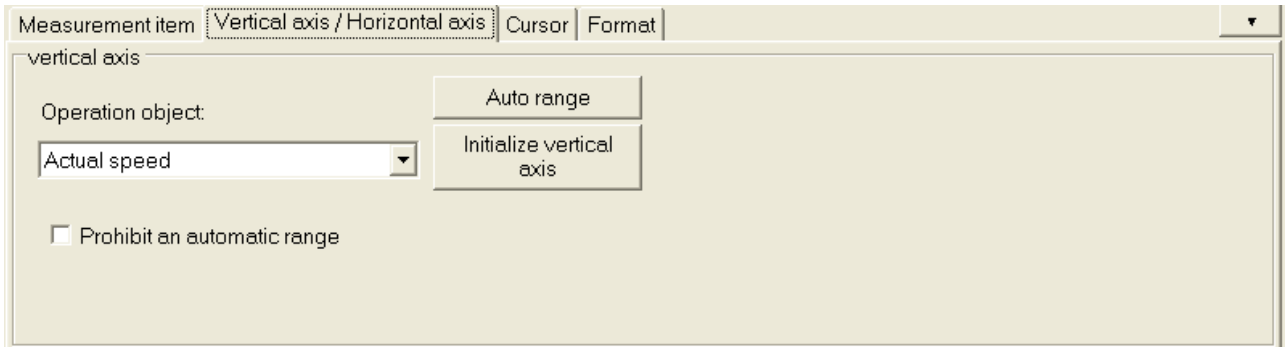 Measurement item
Vertical axis / Horizontal axis
Cursor
Format
vertical axis
Operation object:
Auto range
Actual speed
Initialize vertical
axis
Prohibit an automatic range